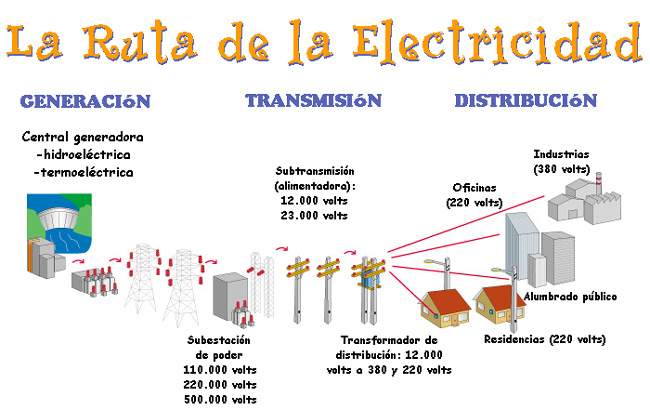 La Ruta de la Electricidad
GENERACIóN
TRANSMISIóN
DISTRIBUCIóN
Central generadora
-hidroeléctrica
-termoeléctrica
Subtransmisión
(alimentadora):
12.000 volts
23.000 volts
Industrias
(380 volts)
Oficinas
(220 volts)
Alumbrado público
Residencias (220 volts)
Subestación
de poder
110.000 volts
220.000 volts
500.000 volts
Transformador de
distribución: 12.000
volts a 380 y 220 volts